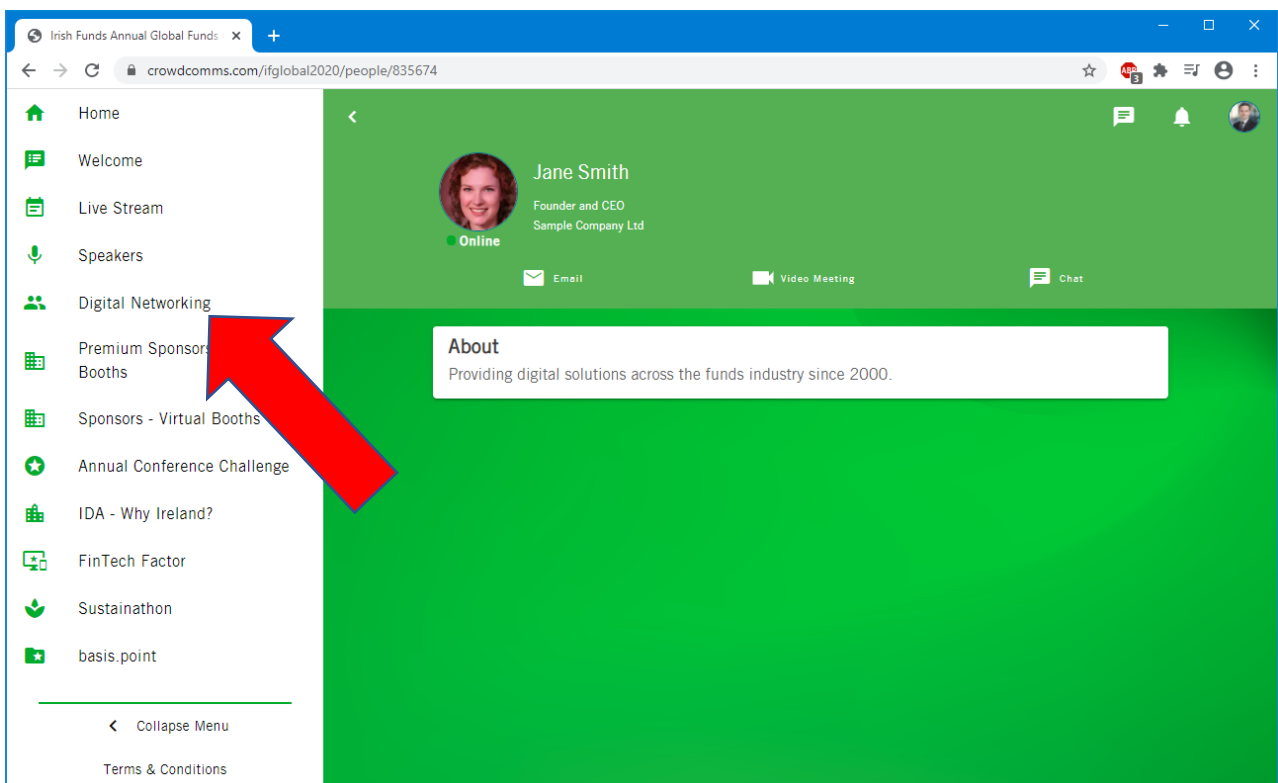 Irish Funds Annual Global Funds
crowdcomms.com/ifglobal2020/people/835674
ABP
3
Home
Welcome
Live Stream
Speakers
Digital Networking
Premium Sponsors
Booths
Sponsors - Virtual Booths
Annual Conference Challenge
IDA - Why Ireland?
FinTech Factor
Sustainathon
basis.point
Collapse Menu
Terms & Conditions
Jane Smith
Founder and CEO
Sample Company Ltd
Online
Email
Video Meeting
Chat
About
Providing digital solutions across the funds industry since 2000.